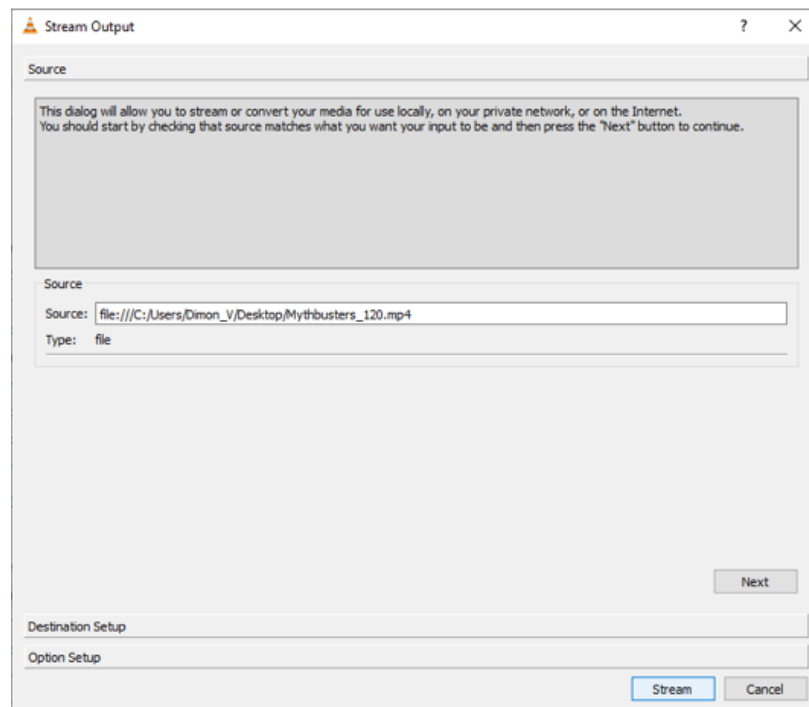 Stream Output
?
Source
This dialog will allow you to stream or convert your media for use locally, on your private network, or on the Internet.
You should start by checking that source matches what you want your input to be and then press the "Next" button to continue.
Source
Source: file:///C:/Users/Dimon_V/Desktop/Mythbusters_120.mp4
Type: file
Next
Destination Setup
Option Setup
Stream Cancel